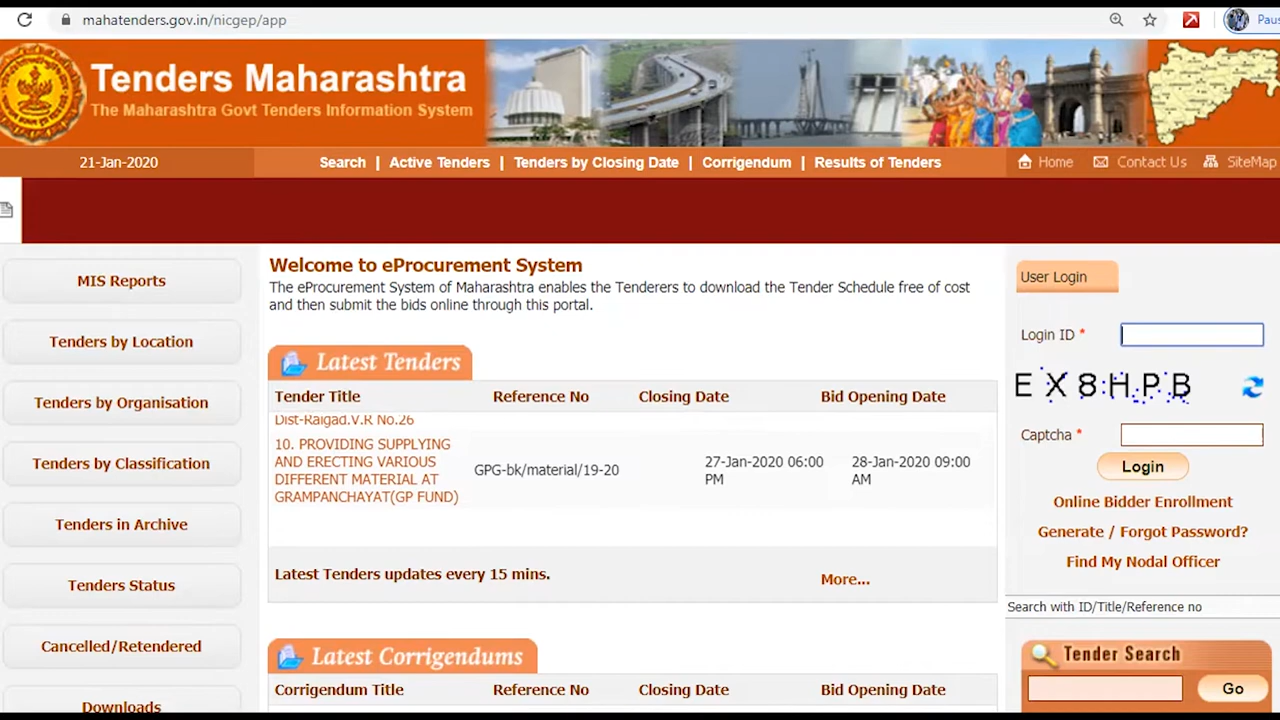 mahatenders.gov.in/nicgep/app
Tenders Maharashtra
The Maharashtra Govt Tenders Information System
21-Jan-2020
Search | Active Tenders | Tenders by Closing Date | Corrigendum | Results of Tenders
Home Contact Us SiteMap
MIS Reports
Tenders by Location
Tenders by Organisation
Tenders by Classification
Tenders in Archive
Tenders Status
Cancelled/Retendered
Downloads
Welcome to eProcurement System
The eProcurement System of Maharashtra enables the Tenderers to download the Tender Schedule free of cost
and then submit the bids online through this portal.
Latest Tenders
Tender Title Reference No Closing Date Bid Opening Date
Dist-Raigad.V.R No.26
10. PROVIDING SUPPLYING
AND ERECTING VARIOUS
DIFFERENT MATERIAL AT
GRAMPANCHAYAT(GP FUND)
GPG-bk/material/19-20
27-Jan-2020 06:00
PM
28-Jan-2020 09:00
AM
Latest Tenders updates every 15 mins.
More...
Latest Corrigendums
Corrigendum Title Reference No Closing Date Bid Opening Date
User Login
Login ID *
EX8HPB
Captcha *
Login
Online Bidder Enrollment
Generate / Forgot Password?
Find My Nodal Officer
Search with ID/Title/Reference no
Tender Search
Go